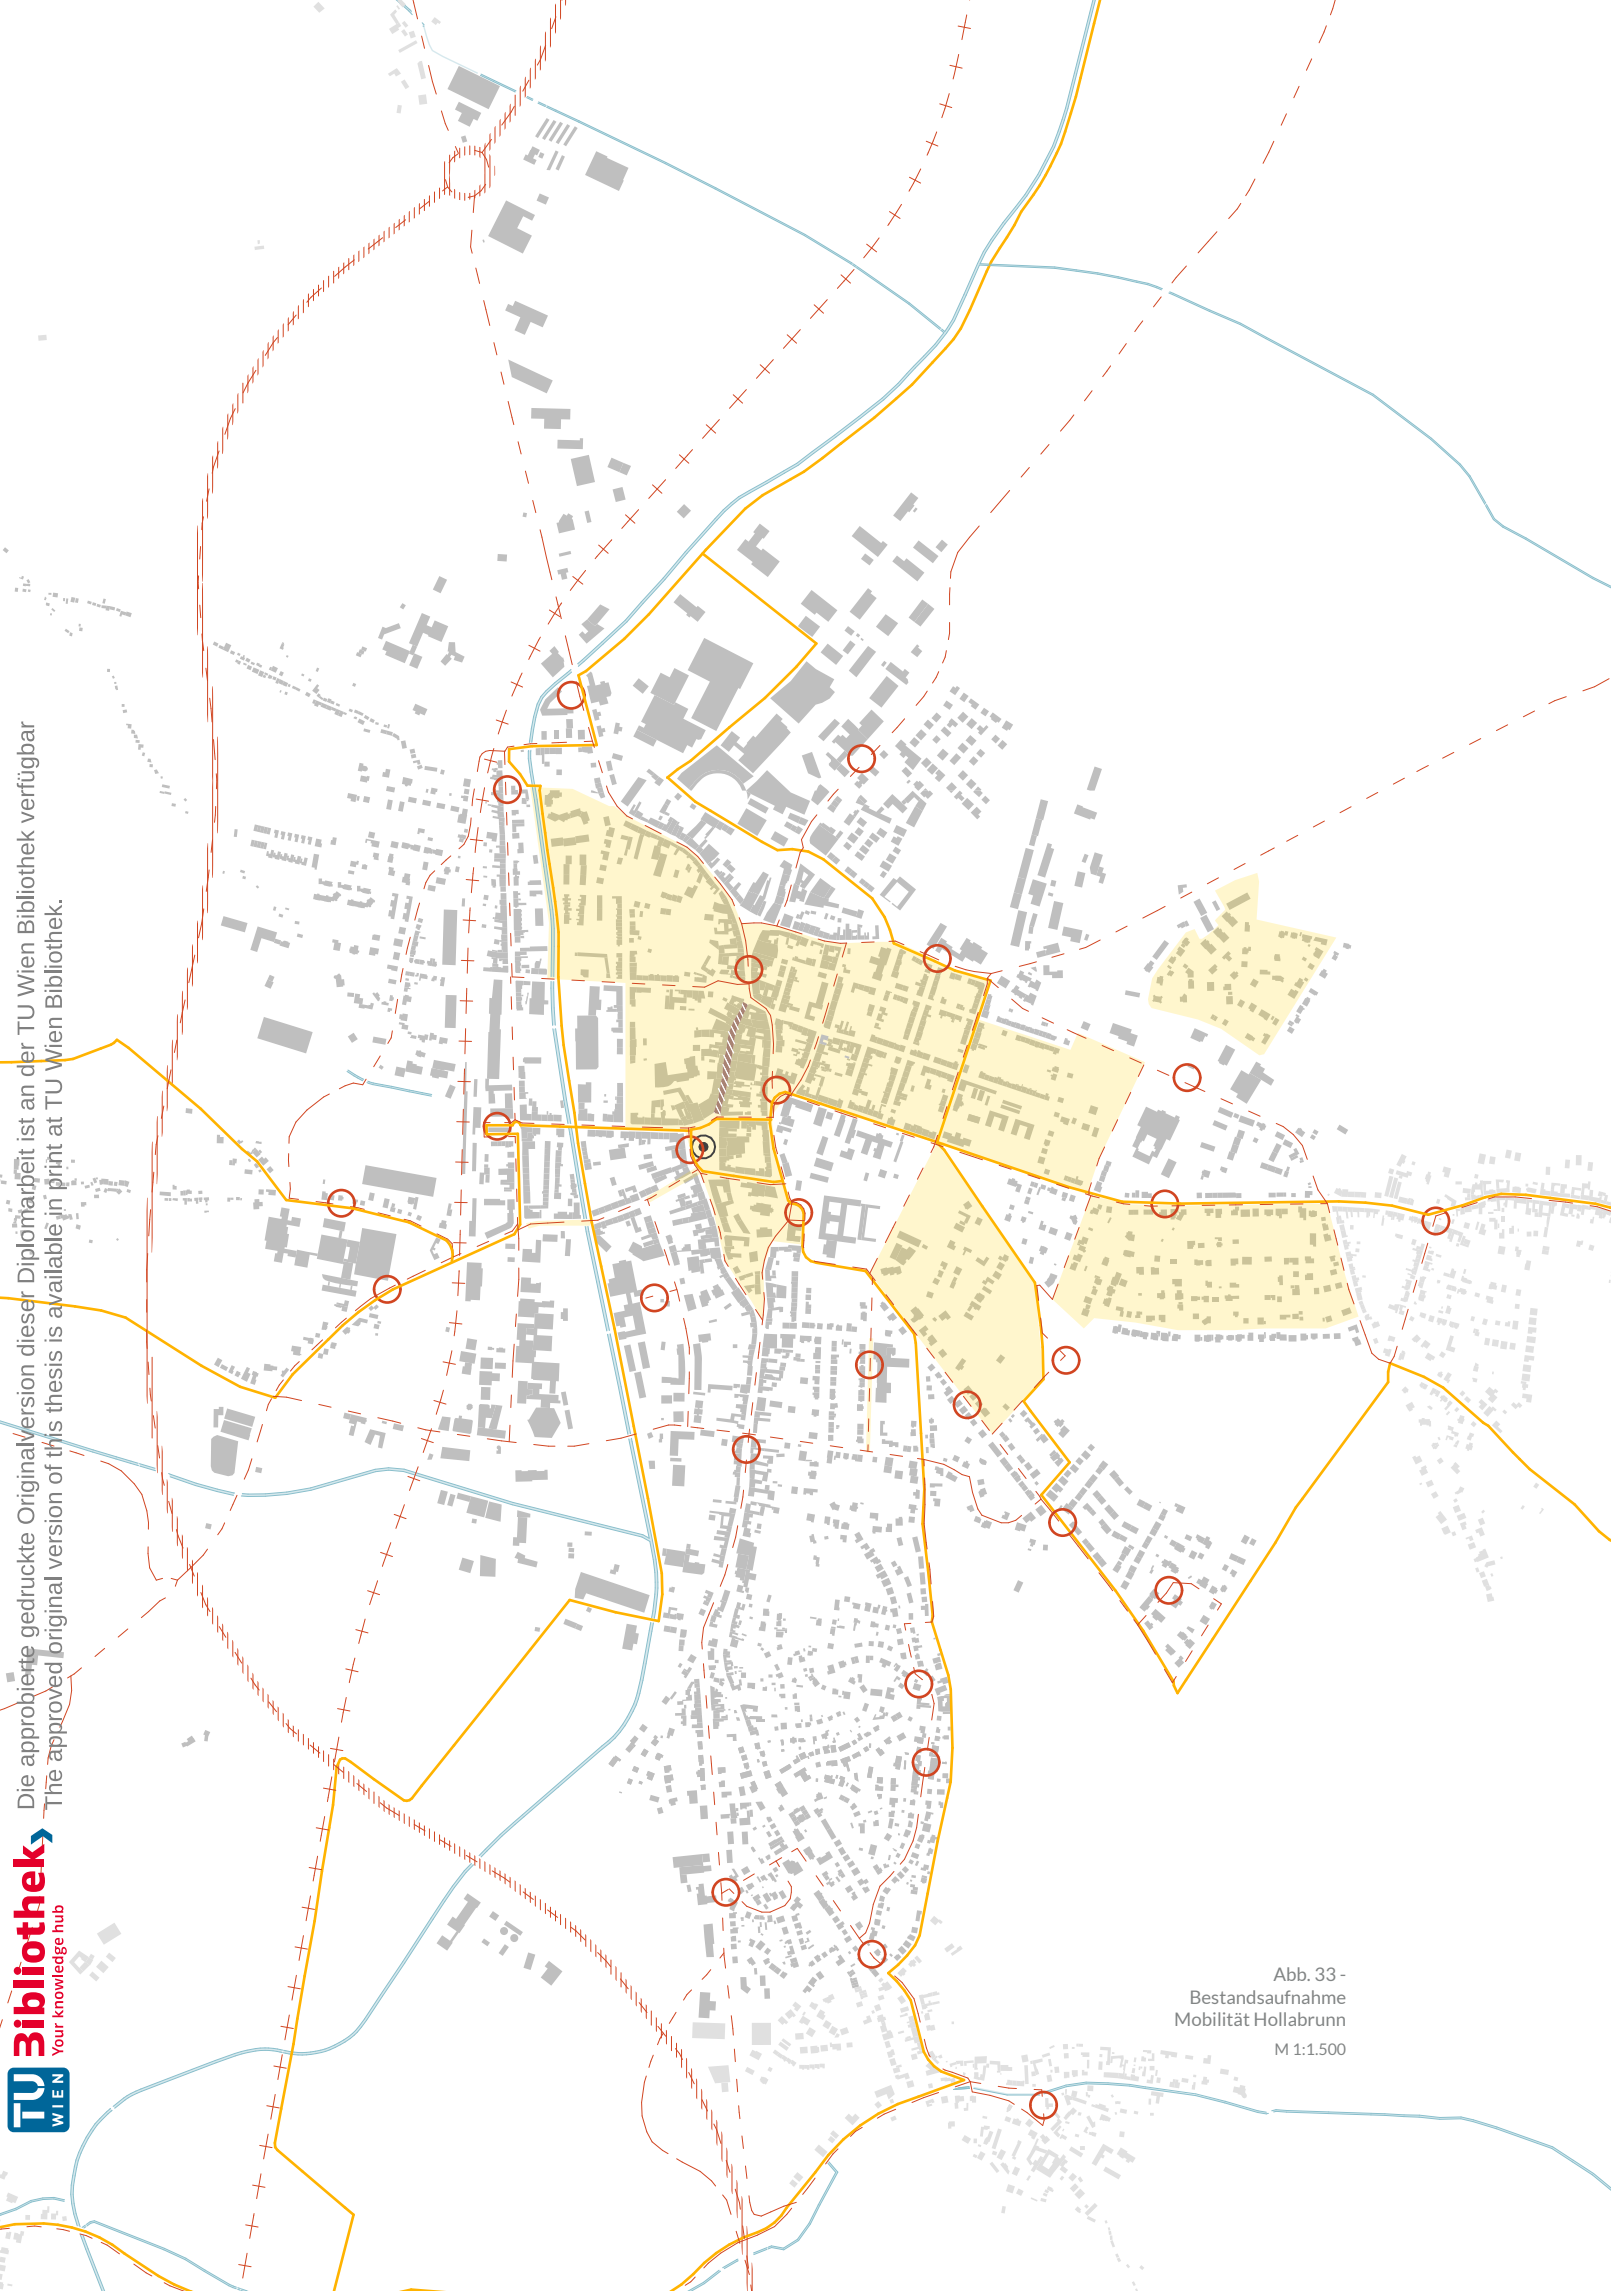 Die approbierte gedruckte Originalversion dieser Diplomarbeit ist an der TU Wien Bibliothek verfügbar
The approved original version of this thesis is available in print at TU Wien Bibliothek.
Bibliothek
Your knowledge hub
TU
WIEN
Abb. 33 -
Bestandsaufnahme
Mobilität Hollabrunn
M 1:1.500